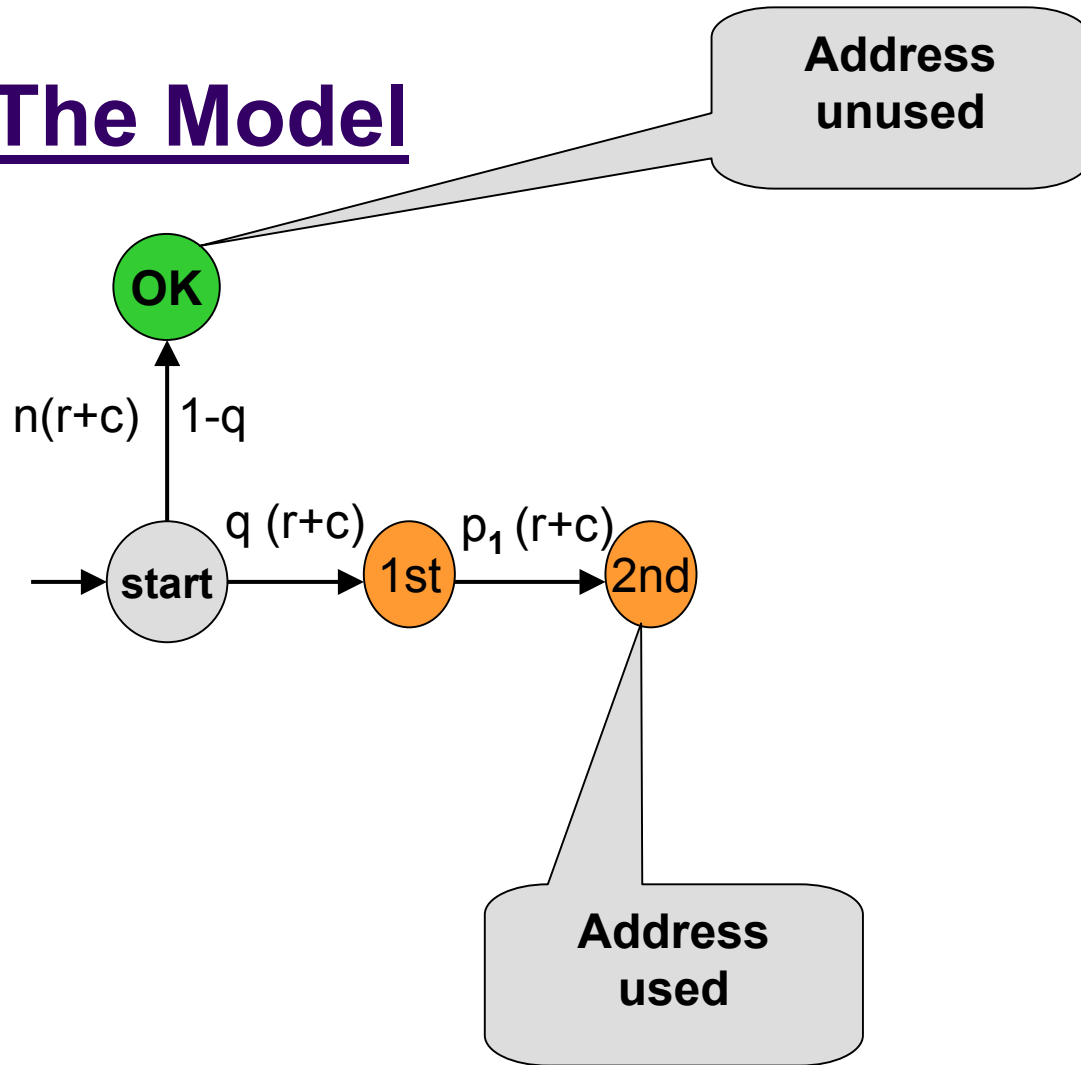 The Model
Address
unused
OK
n(r+c) 1-q
q (r+c) p₁ (r+c)
start 1st 2nd
Address
used